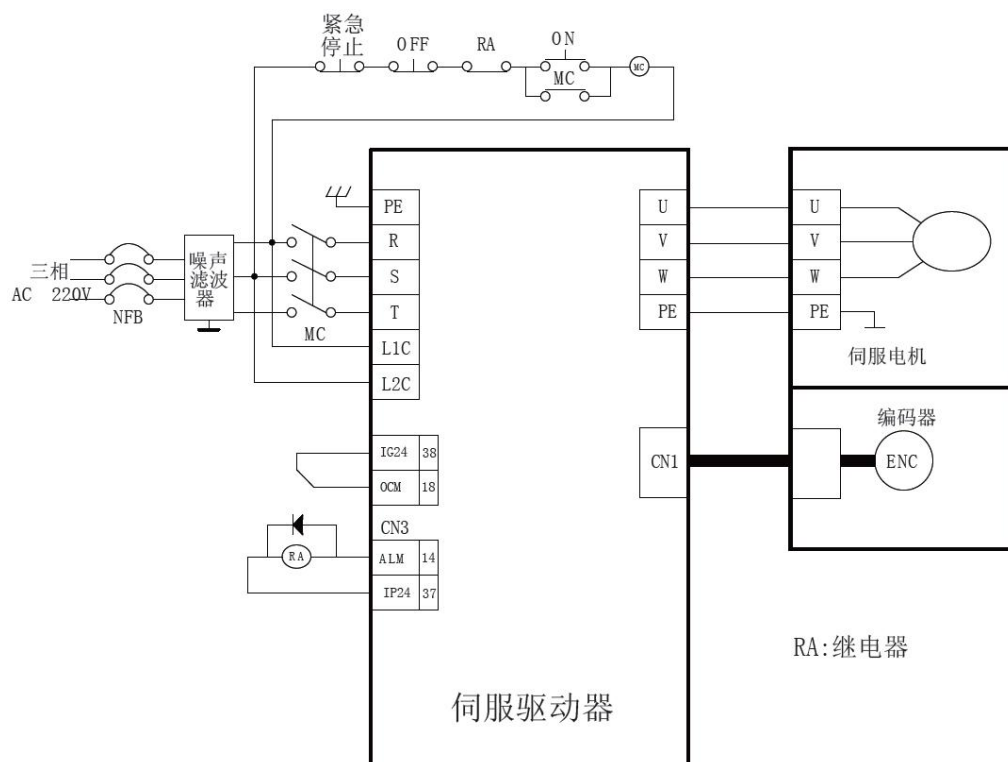 紧急
停止
OFF
RA
ON
MC
MC
PE
R
S
T
L1C
L2C
三相
AC 220V
NFB
噪声
滤波
器
MC
U
V
W
PE
U
V
W
PE
伺服电机
IG24 38
OCM 18
CN3
ALM 14
IP24 37
RA
CN1
编码器
ENC
RA:继电器
伺服驱动器